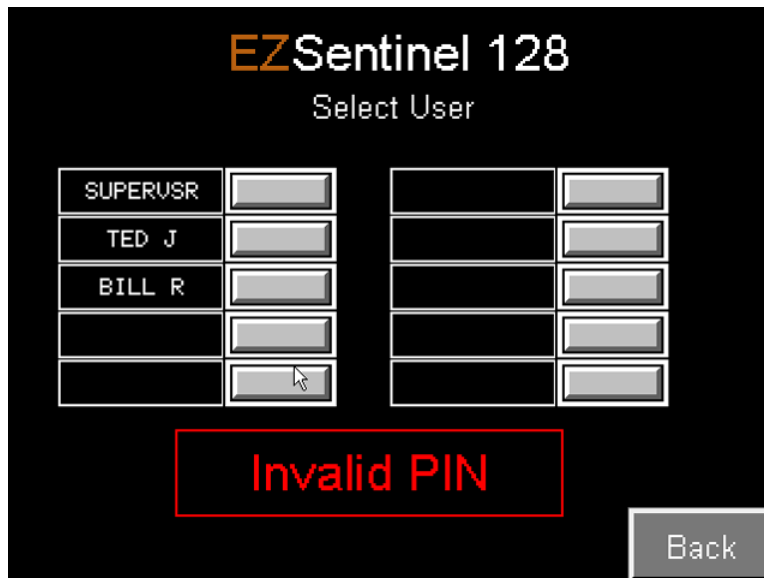 EZSentinel 128
Select User
SUPERVSR
TED J
BILL R
Invalid PIN
Back